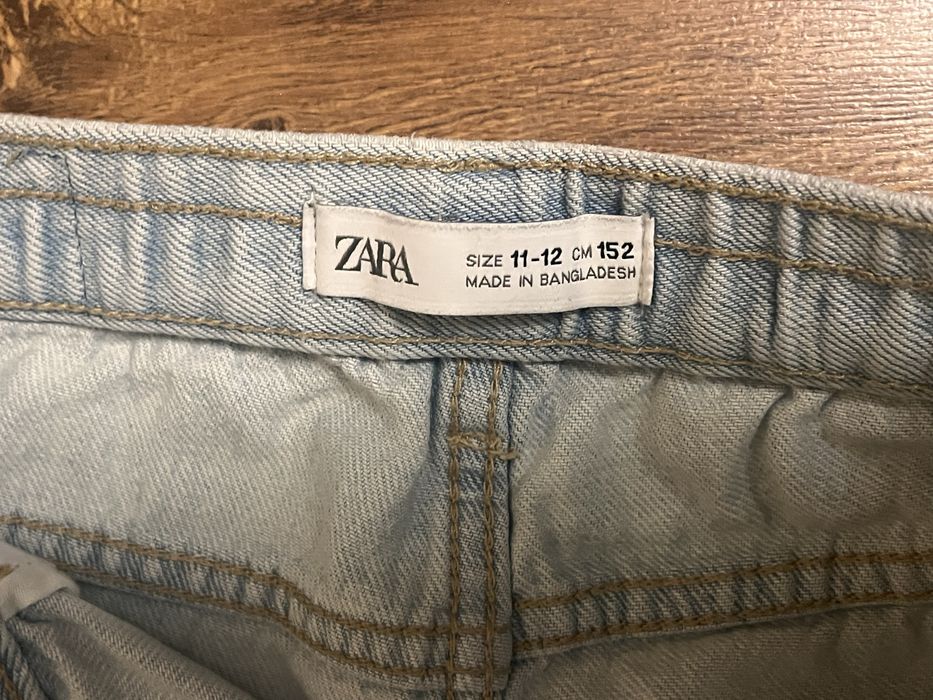 ZARA
SIZE 11-12 CM 152
MADE IN BANGLADESH